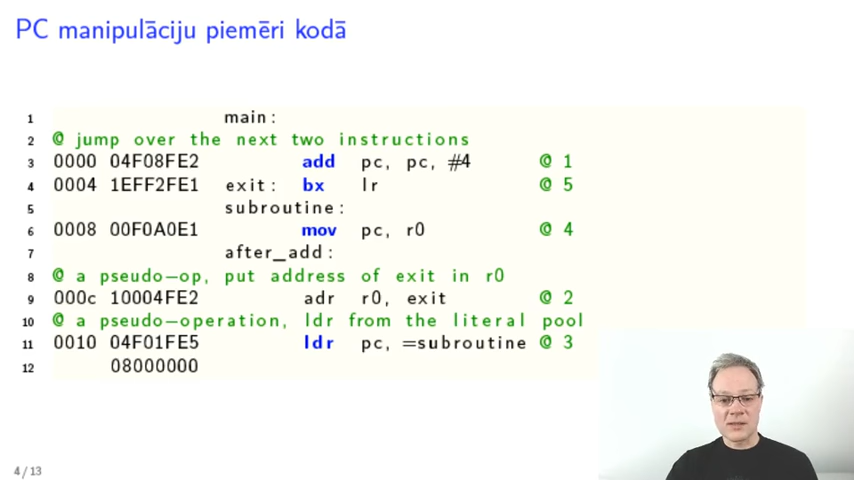 PC manipulāciju piemēri kodā
1 main:
2 @ jump over the next two instructions
3 0000 04F08FE2 add pc, pc, #4 @ 1
4 0004 1EFF2FE1 exit: bx lr @ 5
5 subroutine:
6 0008 00F0A0E1 mov pc, r0 @ 4
7 after_add:
8 @ a pseudo-op, put address of exit in r0
9 000c 10004FE2 adr r0, exit @ 2
10 @ a pseudo-operation, ldr from the literal pool
11 0010 04F01FE5 ldr pc, =subroutine @ 3
12 08000000
4 / 13